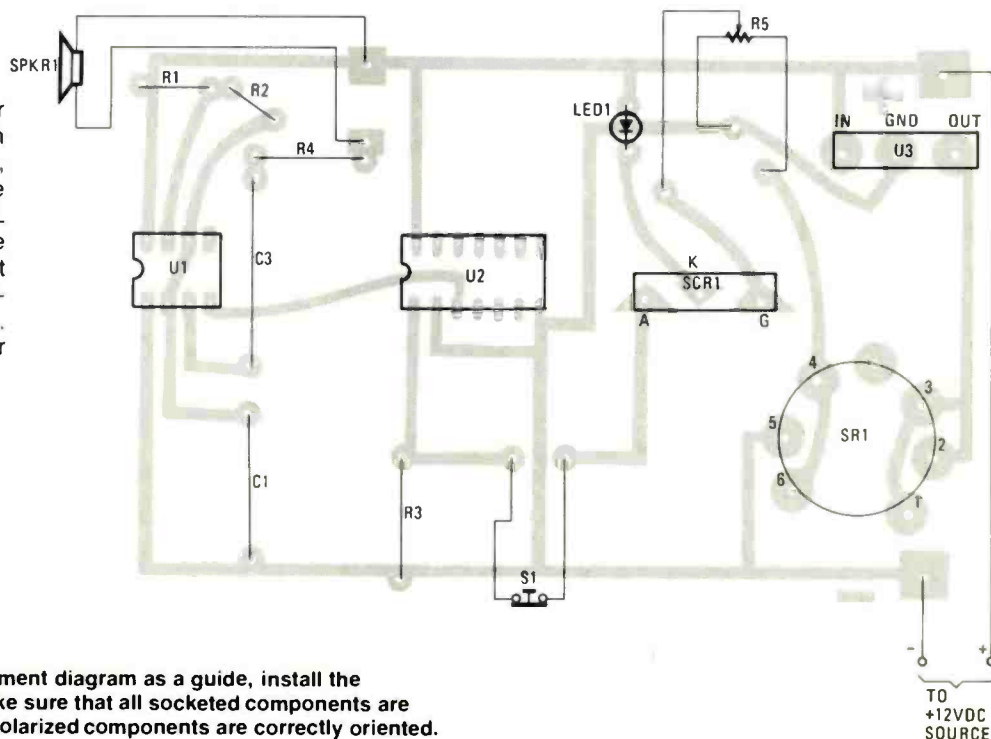 SPKR1
R1
R2
R4
R5
LED1
IN GND OUT
U3
U1
C3
U2
K
SCR1
A G
4
3
5
SR1
2
6
1
C1
R3
S1
- +
TO
+12VDC
SOURCE
r
n
,
e
-
e
t
-
.
r
ment diagram as a guide, install the
ke sure that all socketed components are
polarized components are correctly oriented.